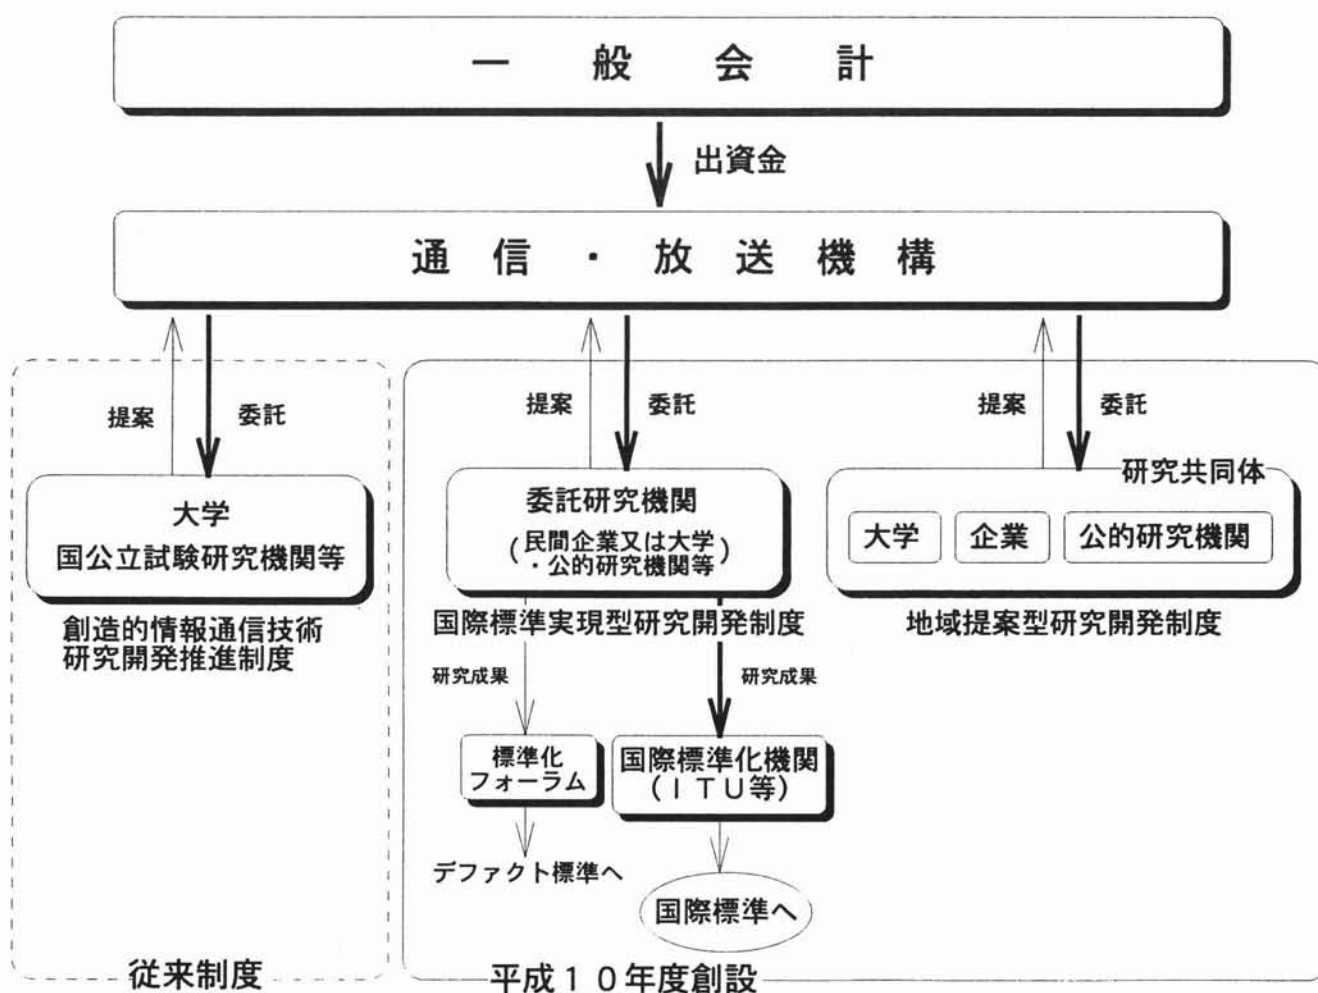 一般会計
出資金
通信・放送機構
提案
委託
提案
委託
提案
委託
大学
国公立試験研究機関等
創造的情報通信技術
研究開発推進制度
従来制度
委託研究機関
(民間企業又は大学
・公的研究機関等)
国際標準実現型研究開発制度
研究成果
研究成果
標準化
フォーラム
国際標準化機関
(ITU等)
デファクト標準へ
国際標準へ
研究共同体
大学
企業
公的研究機関
地域提案型研究開発制度
平成10年度創設